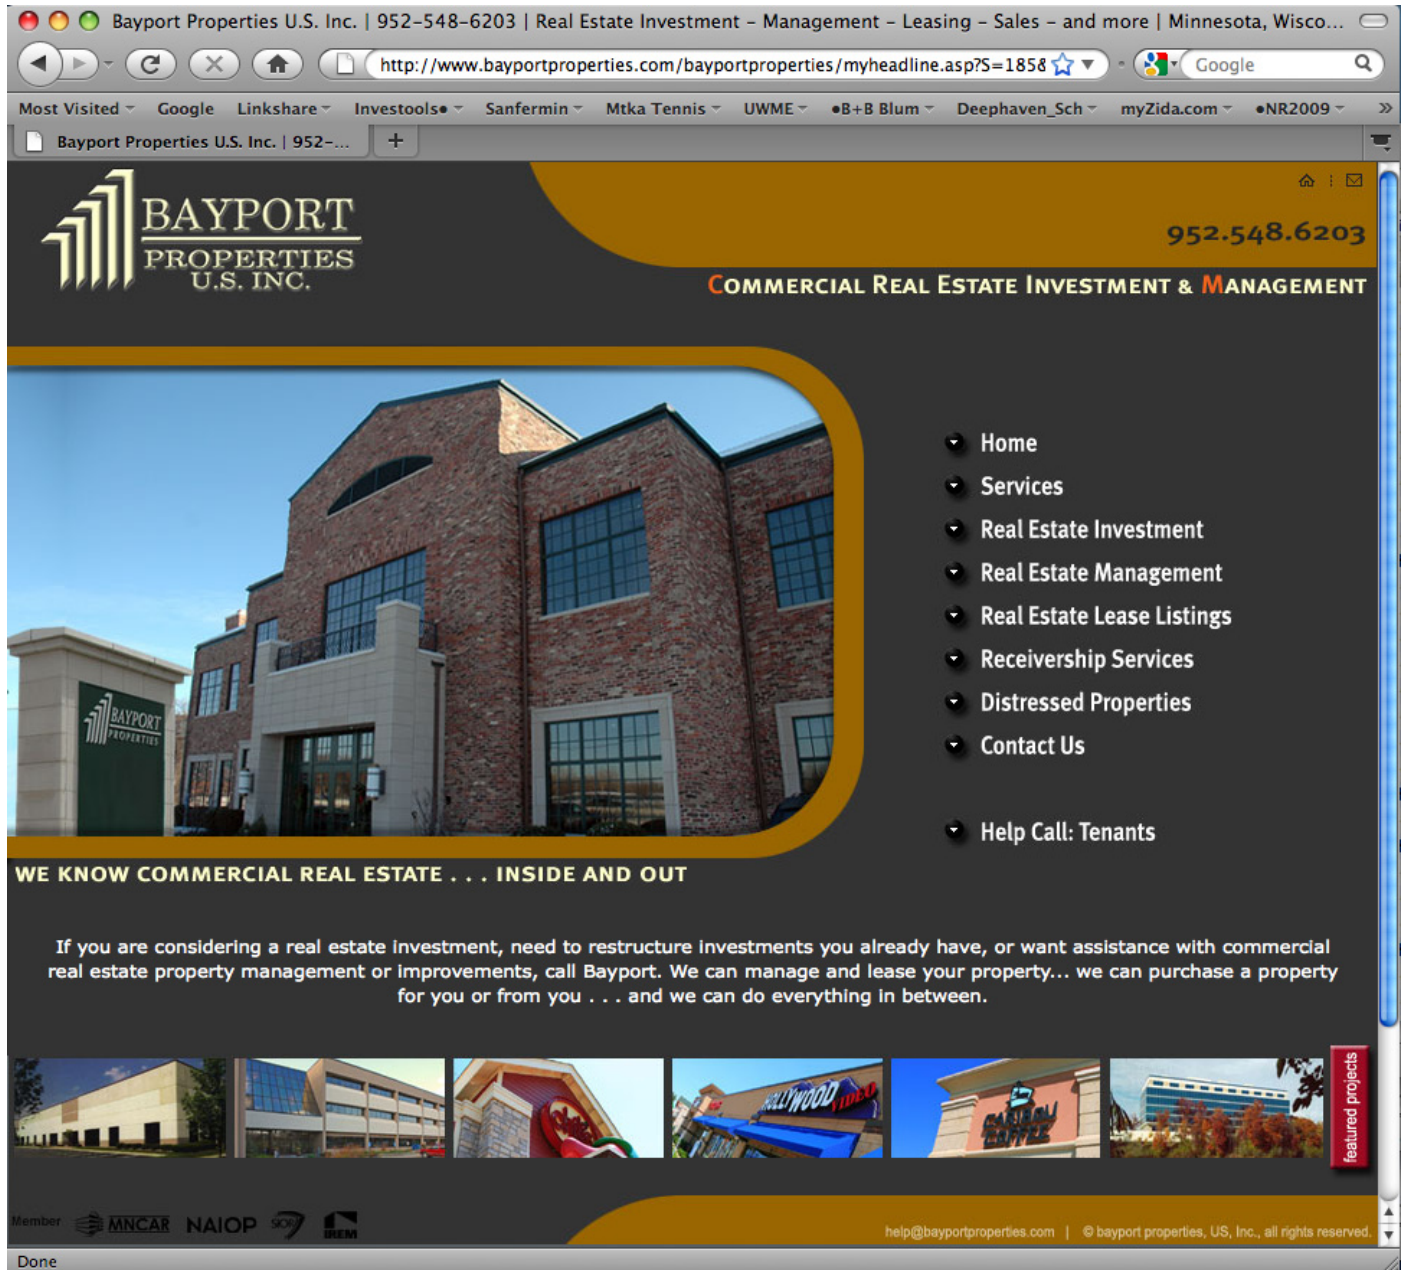 Bayport Properties U.S. Inc. | 952-548-6203 | Real Estate Investment - Management - Leasing - Sales - and more | Minnesota, Wisco...
http://www.bayportproperties.com/bayportproperties/myheadline.asp?S=1858
Google
Most Visited Google Linkshare Investools• Sanfermin Mtka Tennis UWME •B+B Blum Deephaven_Sch myZida.com •NR2009 »
Bayport Properties U.S. Inc. | 952-... +
BAYPORT
PROPERTIES
U.S. INC.
952.548.6203
COMMERCIAL REAL ESTATE INVESTMENT & MANAGEMENT
BAYPORT
PROPERTIES
Home
Services
Real Estate Investment
Real Estate Management
Real Estate Lease Listings
Receivership Services
Distressed Properties
Contact Us
Help Call: Tenants
WE KNOW COMMERCIAL REAL ESTATE . . . INSIDE AND OUT
If you are considering a real estate investment, need to restructure investments you already have, or want assistance with commercial
real estate property management or improvements, call Bayport. We can manage and lease your property... we can purchase a property
for you or from you . . . and we can do everything in between.
HOLLYWOOD VIDEO
CARIBOU
COFFEE
featured projects
Member MNCAR NAIOP SIOR IREM
help@bayportproperties.com | © bayport properties, US, Inc., all rights reserved.
Done